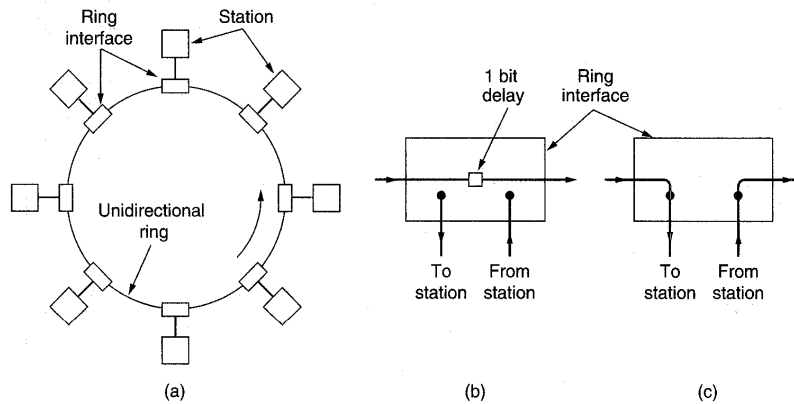 Ring
interface
Station
Unidirectional
ring
(a)
1 bit
delay
Ring
interface
To
station
From
station
(b)
To
station
From
station
(c)